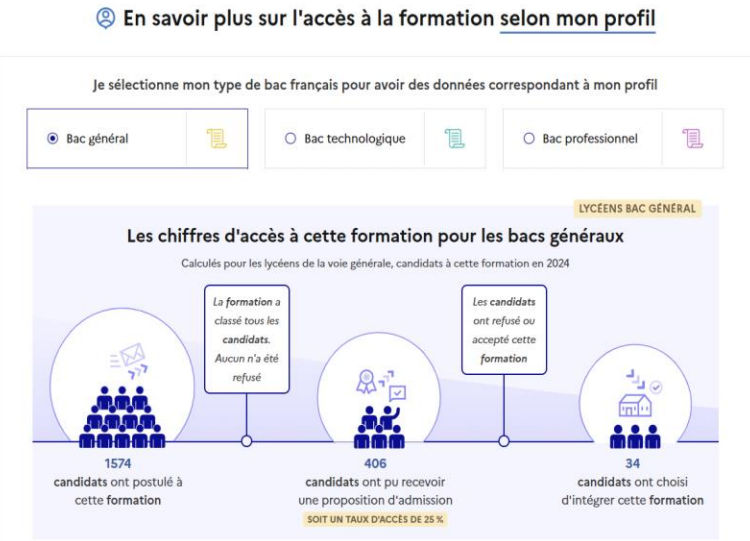 En savoir plus sur l'accès à la formation selon mon profil
Je sélectionne mon type de bac français pour avoir des données correspondant à mon profil
Bac général
Bac technologique
Bac professionnel
LYCÉENS BAC GÉNÉRAL
Les chiffres d'accès à cette formation pour les bacs généraux
Calculés pour les lycéens de la voie générale, candidats à cette formation en 2024
La formation a
classé tous les
candidats.
Aucun n'a été
refusé
Les candidats
ont refusé ou
accepté cette
formation
1574
candidats ont postulé à
cette formation
406
candidats ont pu recevoir
une proposition d'admission
SOIT UN TAUX D'ACCÈS DE 25 %
34
candidats ont choisi
d'intégrer cette formation